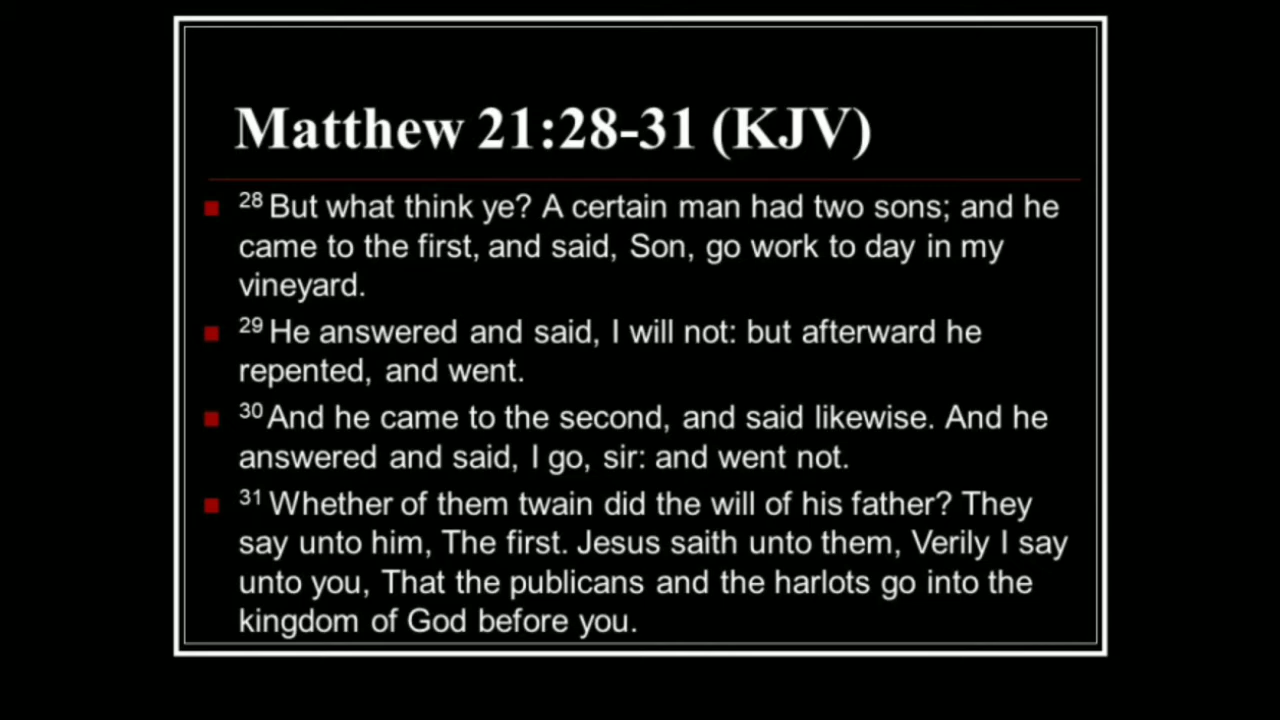 Matthew 21:28-31 (KJV)
28 But what think ye? A certain man had two sons; and he
came to the first, and said, Son, go work to day in my
vineyard.
29 He answered and said, I will not: but afterward he
repented, and went.
30 And he came to the second, and said likewise. And he
answered and said, I go, sir: and went not.
31 Whether of them twain did the will of his father? They
say unto him, The first. Jesus saith unto them, Verily I say
unto you, That the publicans and the harlots go into the
kingdom of God before you.